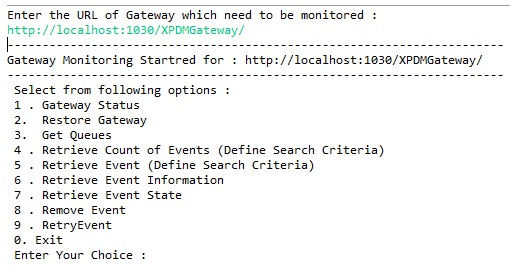 Enter the URL of Gateway which need to be monitored :
http://localhost:1030/XPDMGateway/
--------------------------------------------------------------------
Gateway Monitoring Startred for : http://localhost:1030/XPDMGateway/
--------------------------------------------------------------------
Select from following options :
1 . Gateway Status
2.  Restore Gateway
3.  Get Queues
4 . Retrieve Count of Events (Define Search Criteria)
5 . Retrieve Event (Define Search Criteria)
6 . Retrieve Event Information
7 . Retrieve Event State
8 . Remove Event
9 . RetryEvent
0. Exit
Enter Your Choice :